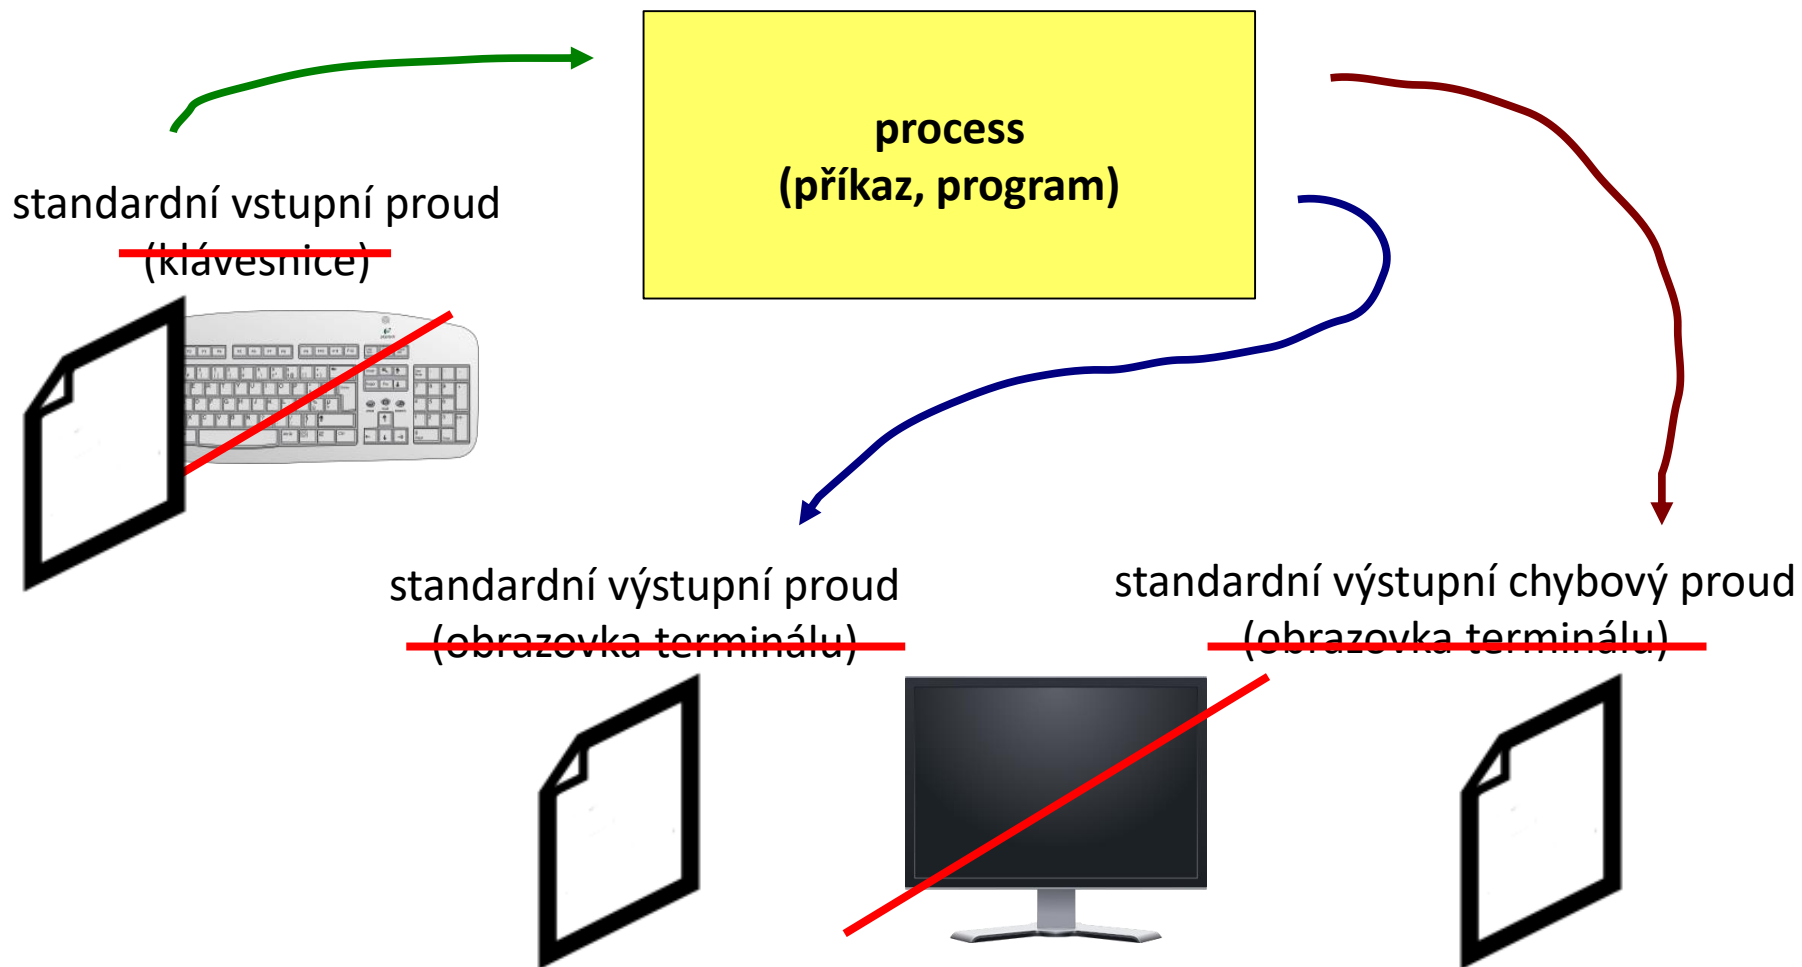 process
(příkaz, program)
standardní vstupní proud
(klávesnice)
standardní výstupní proud
(obrazovka terminálu)
standardní výstupní chybový proud
(obrazovka terminálu)